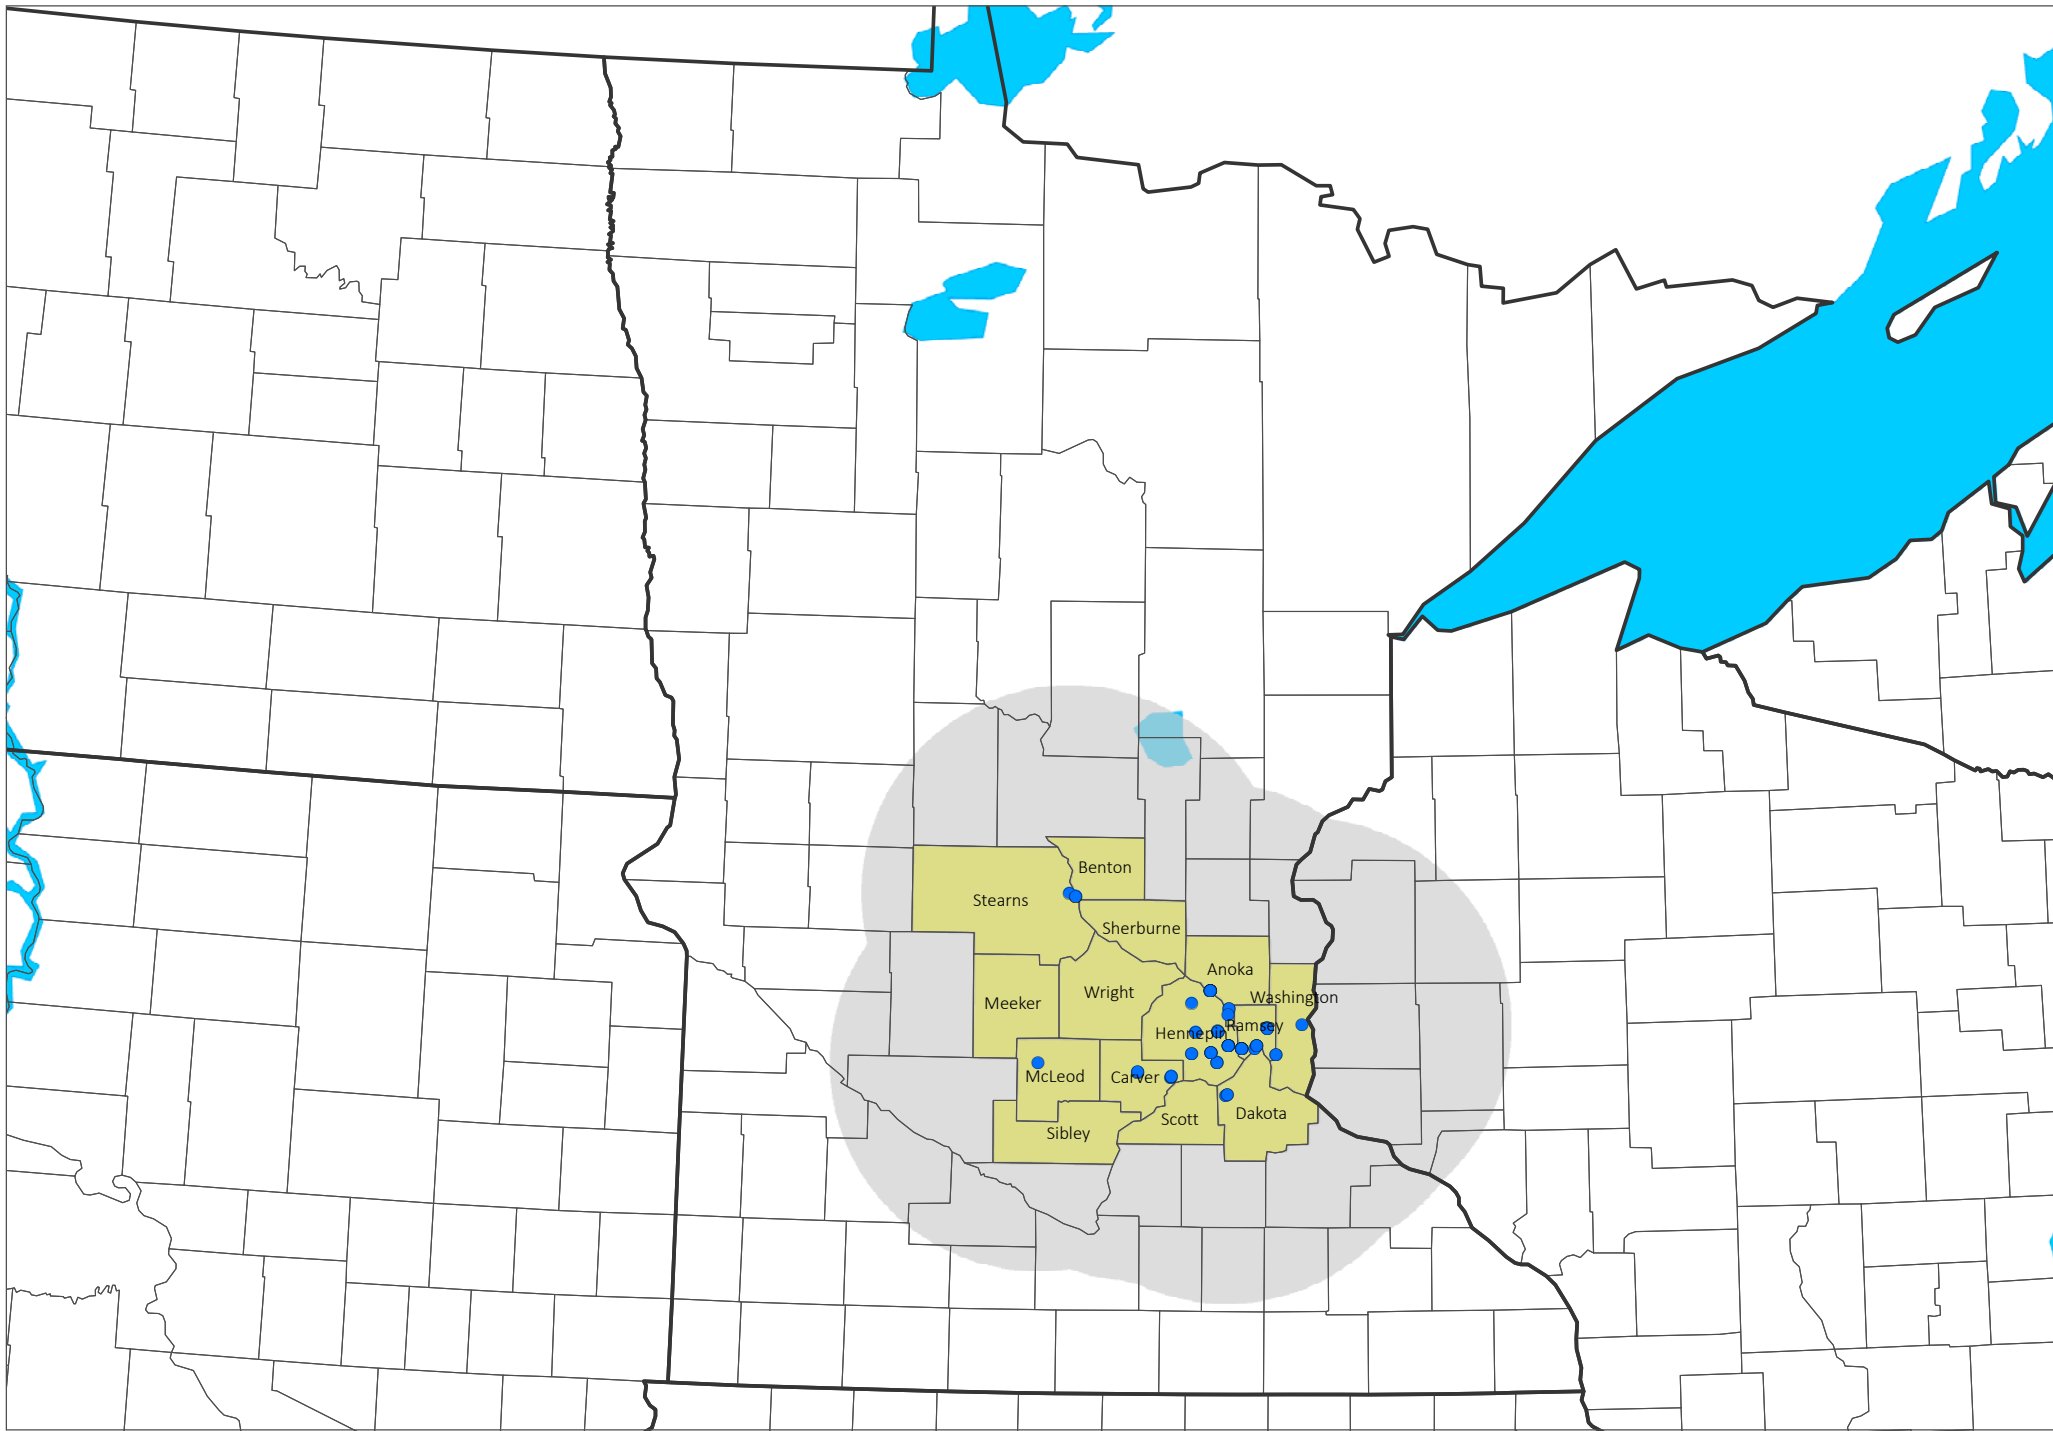 Benton
Stearns
Sherburne
Anoka
Wright
Washington
Meeker
Ramsey
Hennepin
McLeod
Carver
Dakota
Scott
Sibley